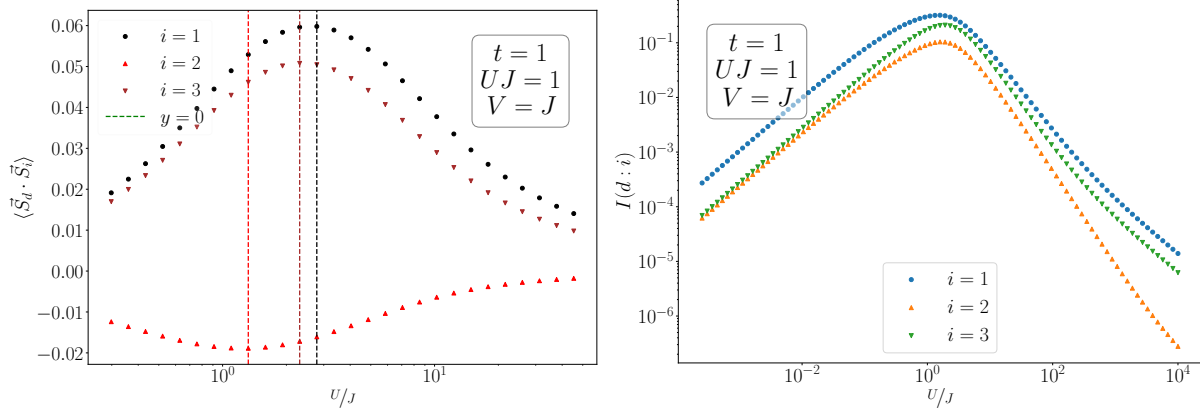 0.06
0.05
0.04
0.03
0.02
0.01
0.00
−0.01
−0.02
⟨S⃗_d · S⃗_i⟩
i = 1
i = 2
i = 3
y = 0
t = 1
UJ = 1
V = J
10^0
10^1
U/J
10^{-1}
10^{-2}
10^{-3}
10^{-4}
10^{-5}
10^{-6}
I(d : i)
t = 1
UJ = 1
V = J
i = 1
i = 2
i = 3
10^{-2}
10^0
10^2
10^4
U/J